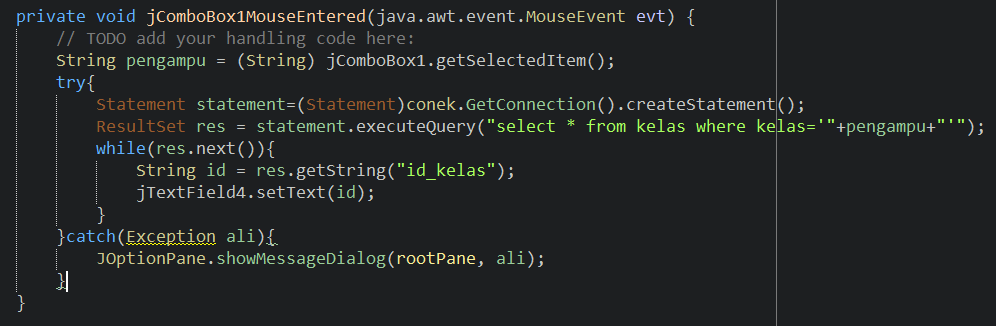 private void jComboBox1MouseEntered(java.awt.event.MouseEvent evt) {
// TODO add your handling code here:
String pengampu = (String) jComboBox1.getSelectedItem();
try{
Statement statement=(Statement)conek.GetConnection().createStatement();
ResultSet res = statement.executeQuery("select * from kelas where kelas='"+pengampu+"'");
while(res.next()){
String id = res.getString("id_kelas");
jTextField4.setText(id);
}
}catch(Exception ali){
JOptionPane.showMessageDialog(rootPane, ali);
}
}